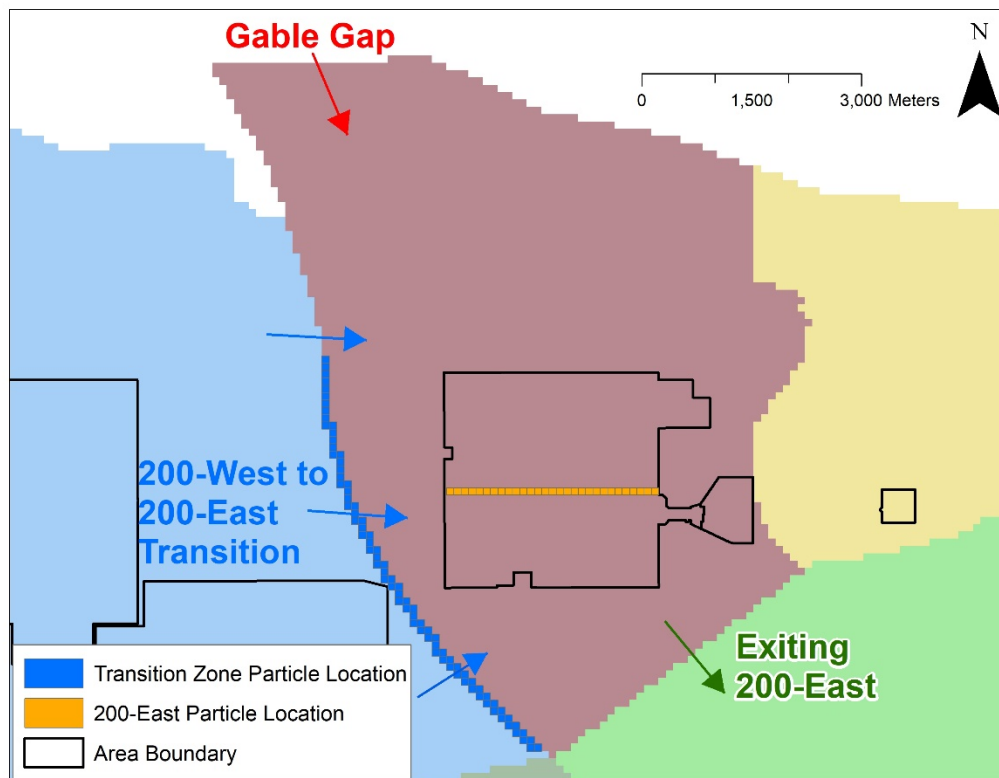 Gable Gap
N
0 1,500 3,000 Meters
200-West to
200-East
Transition
Exiting
200-East
Transition Zone Particle Location
200-East Particle Location
Area Boundary